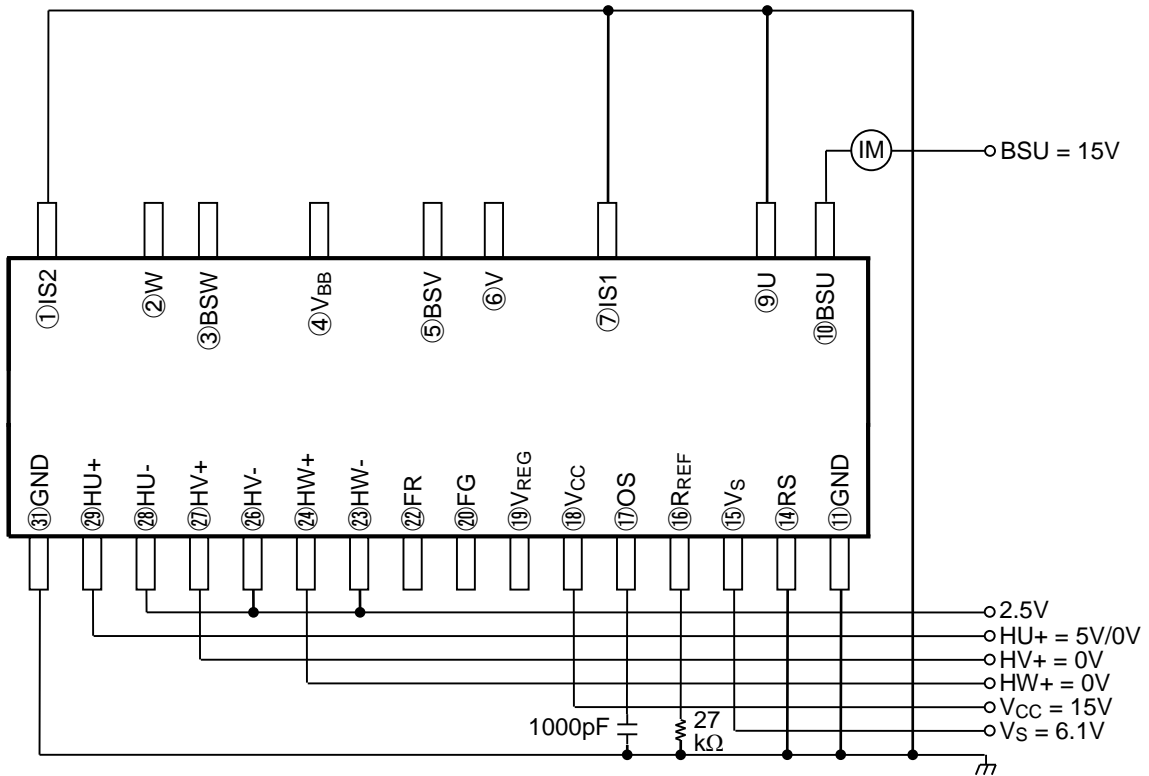 IM
BSU = 15V
①IS2
②W
③BSW
④VBB
⑤BSV
⑥V
⑦IS1
⑨U
⑩BSU
㉛GND
㉙HU+
㉘HU-
㉗HV+
㉖HV-
㉔HW+
㉓HW-
㉒FR
⑳FG
⑲VREG
⑱VCC
⑰OS
⑯RREF
⑮VS
⑭RS
⑪GND
2.5V
HU+ = 5V/0V
HV+ = 0V
HW+ = 0V
VCC = 15V
VS = 6.1V
1000pF
27
kΩ